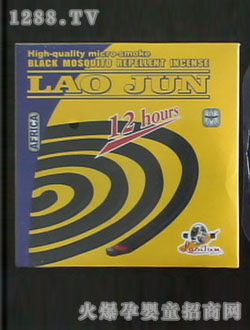 1288.TV
High-quality micro-smoke
BLACK MOSQUITO REPELLENT INCENSE
LAO JUN
AFRICA
12 hours
LaoJun
火爆孕婴童招商网